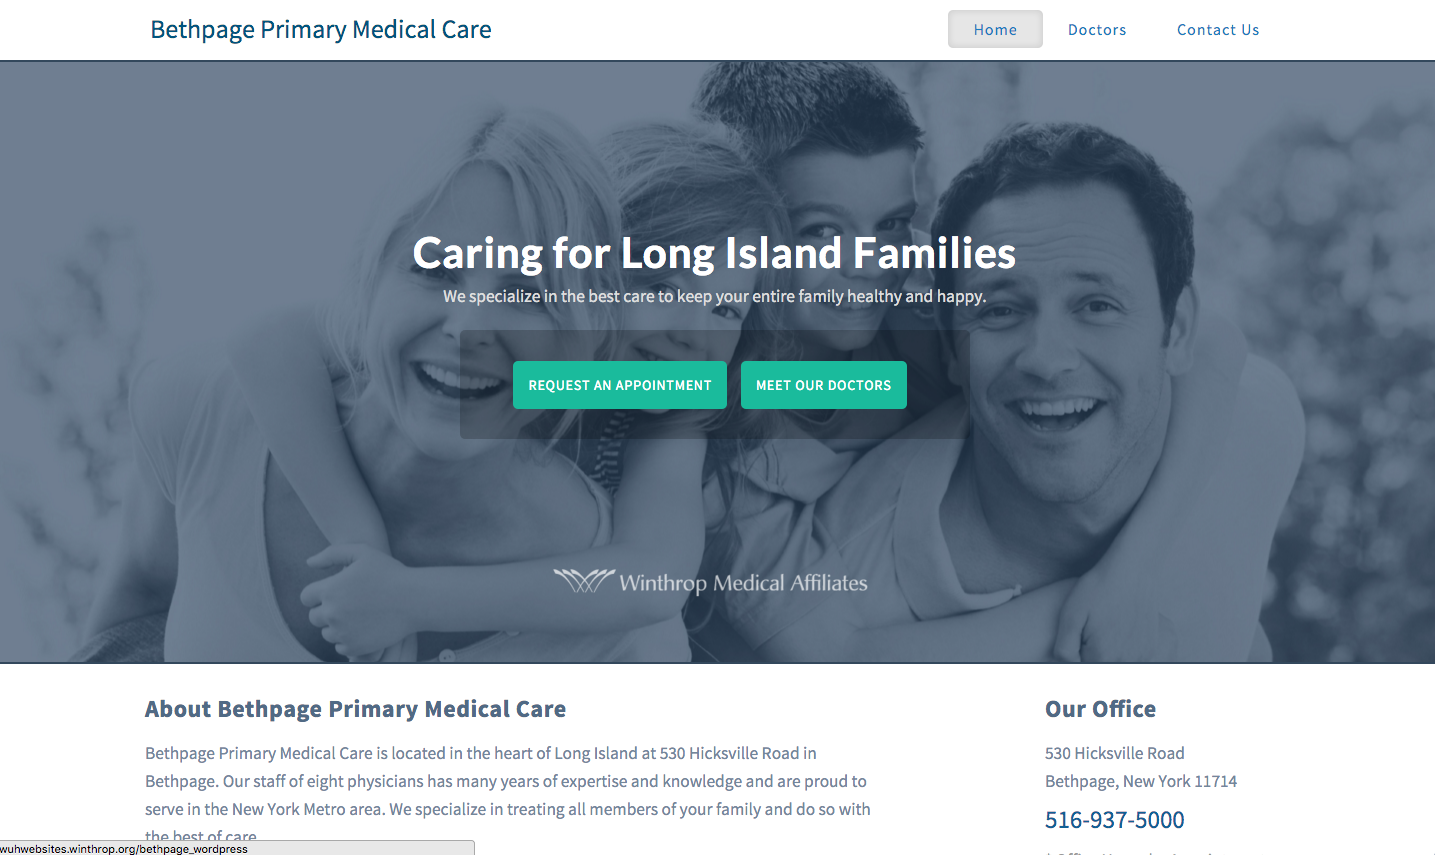 Bethpage Primary Medical Care
Home
Doctors
Contact Us
Caring for Long Island Families
We specialize in the best care to keep your entire family healthy and happy.
REQUEST AN APPOINTMENT
MEET OUR DOCTORS
Winthrop Medical Affiliates
About Bethpage Primary Medical Care
Bethpage Primary Medical Care is located in the heart of Long Island at 530 Hicksville Road in
Bethpage. Our staff of eight physicians has many years of expertise and knowledge and are proud to
serve in the New York Metro area. We specialize in treating all members of your family and do so with
the best of care
Our Office
530 Hicksville Road
Bethpage, New York 11714
516-937-5000
wuhwebsites.winthrop.org/bethpage_wordpress